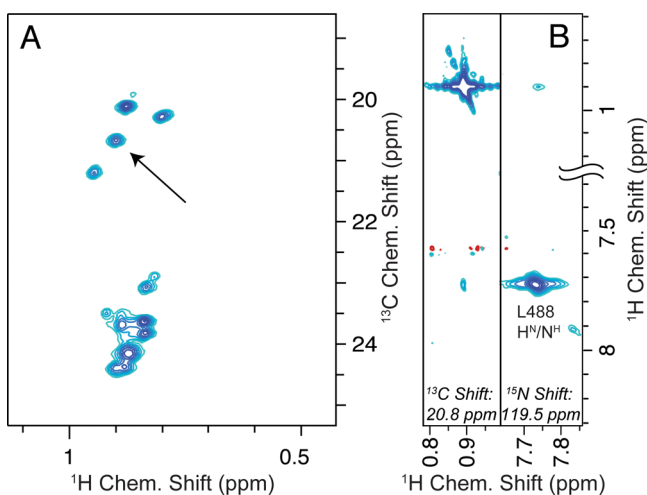 A
20
22
24
¹³C Chem. Shift (ppm)
1
0.5
¹H Chem. Shift (ppm)
B
1
7.5
8
¹H Chem. Shift (ppm)
L488
Hᴺ/Nᴴ
¹³C Shift:
20.8 ppm
¹⁵N Shift:
119.5 ppm
0.8
0.9
7.7
7.8
¹H Chem. Shift (ppm)